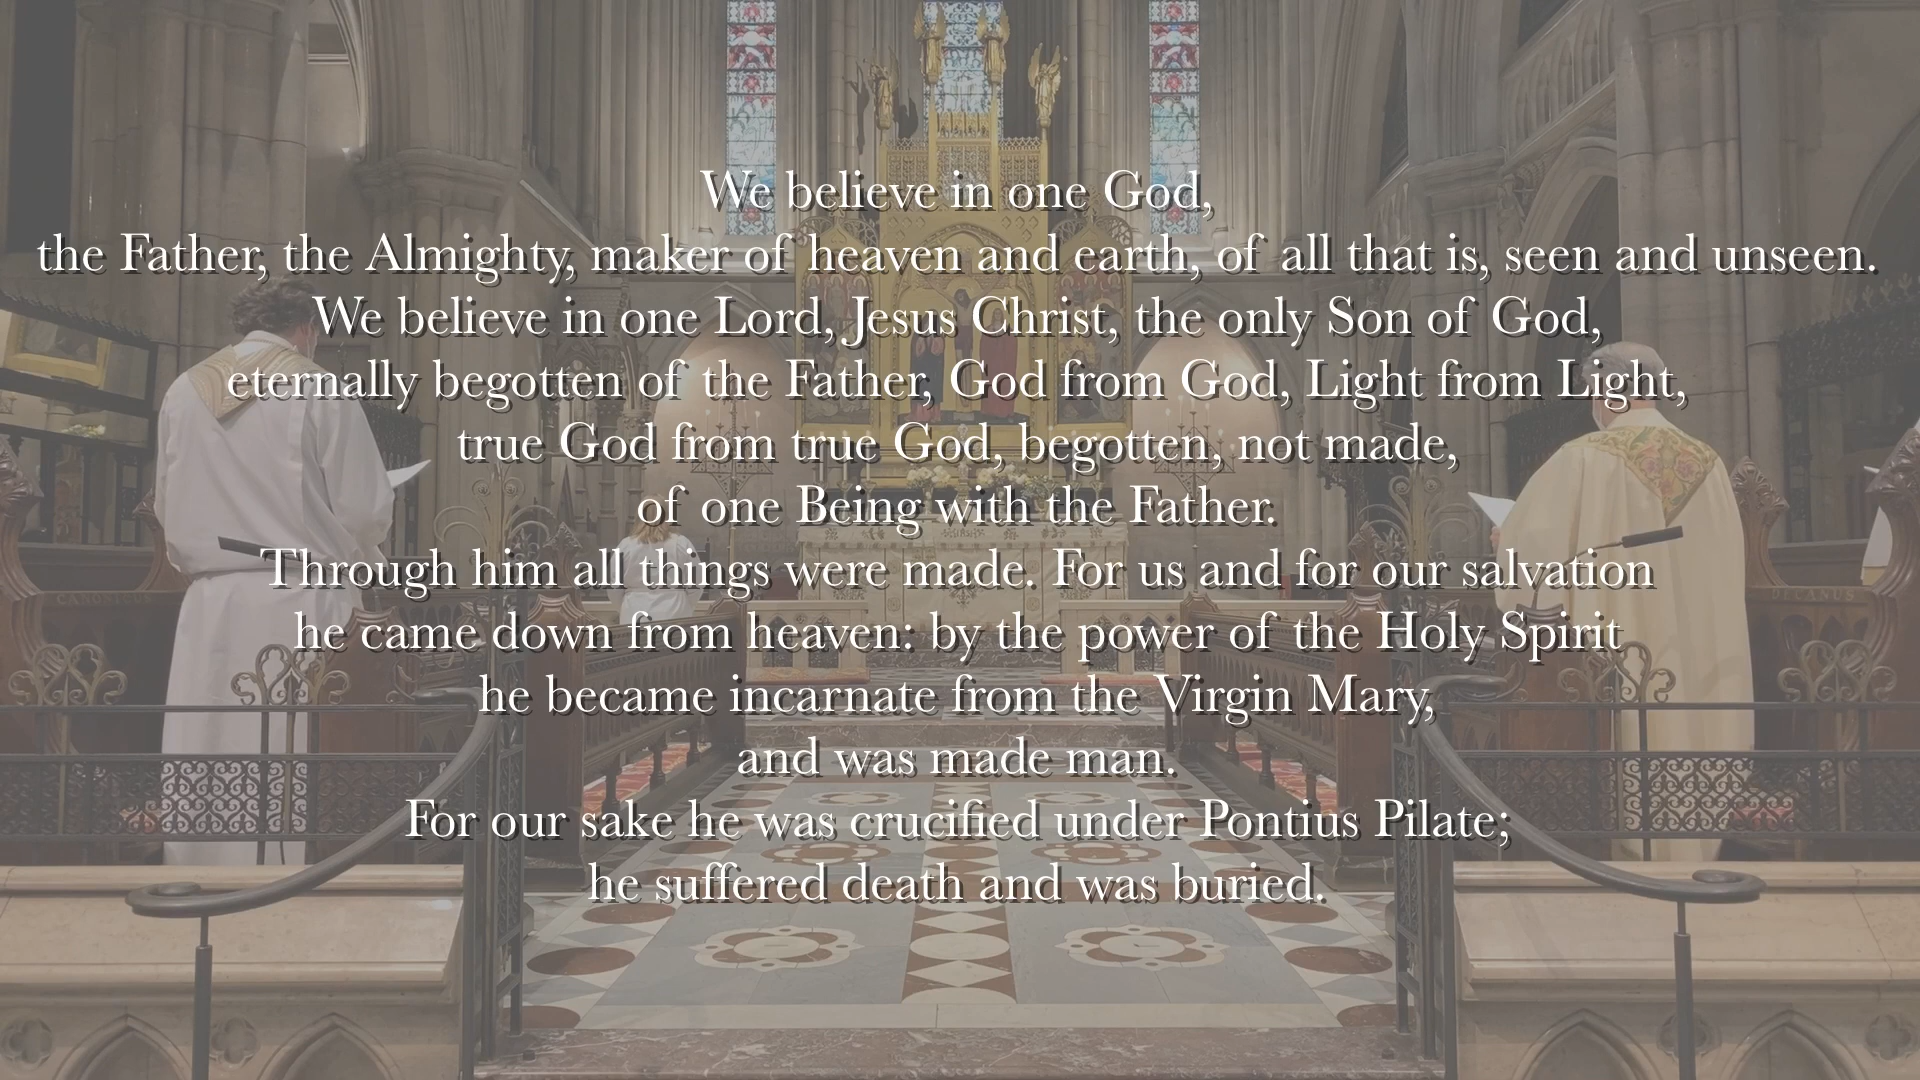 We believe in one God,
the Father, the Almighty, maker of heaven and earth, of all that is, seen and unseen.
We believe in one Lord, Jesus Christ, the only Son of God,
eternally begotten of the Father, God from God, Light from Light,
true God from true God, begotten, not made,
of one Being with the Father.
Through him all things were made. For us and for our salvation
he came down from heaven: by the power of the Holy Spirit
he became incarnate from the Virgin Mary,
and was made man.
For our sake he was crucified under Pontius Pilate;
he suffered death and was buried.
CANTORIS
DECANUS